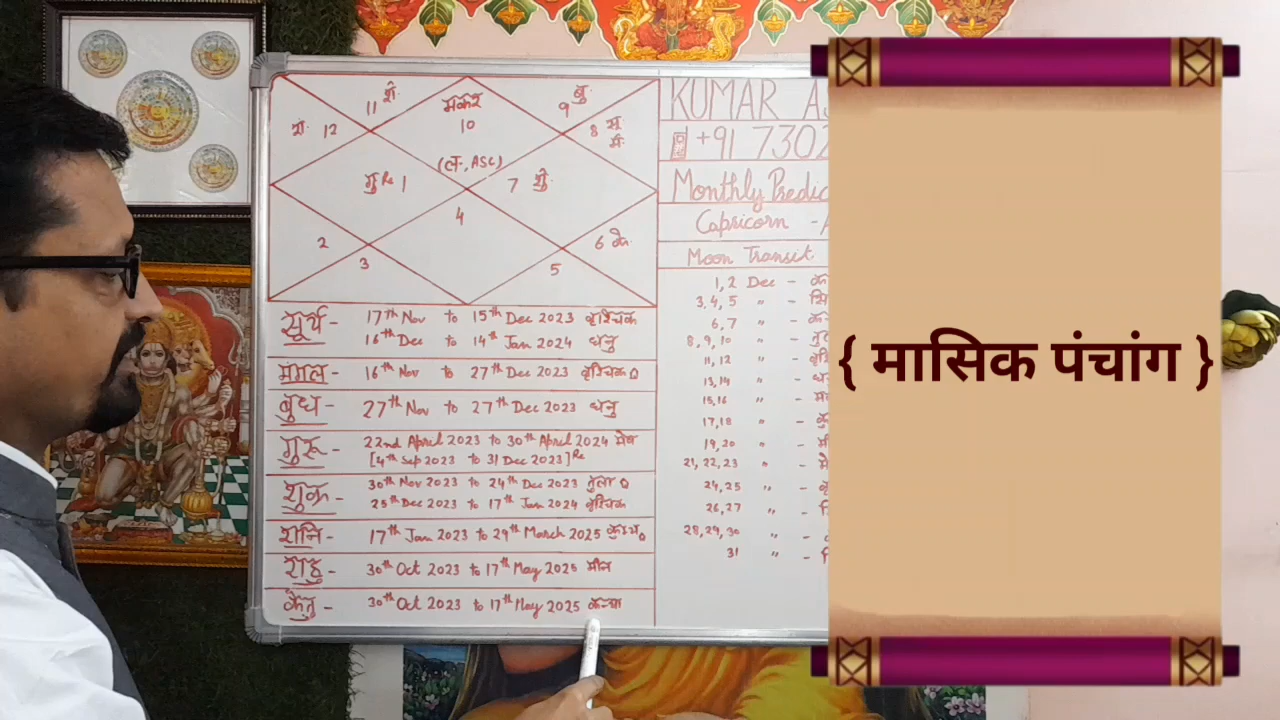 11 श॰
मकर
10
9 बु॰
रा॰ 12
8 सू॰
मं॰
(ल॰, ASC)
गु Re 1
7 शु॰
4
2
6 के॰
3
5
सूर्य - 17th Nov to 15th Dec 2023 वृश्चिक
16th Dec to 14th Jan 2024 धनु
मंगल - 16th Nov to 27th Dec 2023 वृश्चिक
बुध - 27th Nov to 27th Dec 2023 धनु
गुरू - 22nd April 2023 to 30th April 2024 मेष
[4th Sep 2023 to 31 Dec 2023] Re
शुक्र - 30th Nov 2023 to 24th Dec 2023 तुला
25th Dec 2023 to 17th Jan 2024 वृश्चिक
शनि - 17th Jan 2023 to 29th March 2025 कुम्भ
राहु - 30th Oct 2023 to 17th May 2025 मीन
केतु - 30th Oct 2023 to 17th May 2025 कन्या
KUMAR
+91 7302
Monthly Predic
Capricorn -
Moon Transit
1, 2 Dec -
3, 4, 5 " -
6, 7 " -
8, 9, 10 " -
11, 12 " -
13, 14 " -
15, 16 " -
17, 18 " -
19, 20 " -
21, 22, 23 " -
24, 25 " -
26, 27 " -
28, 29, 30 " -
31 " -
{ मासिक पंचांग }